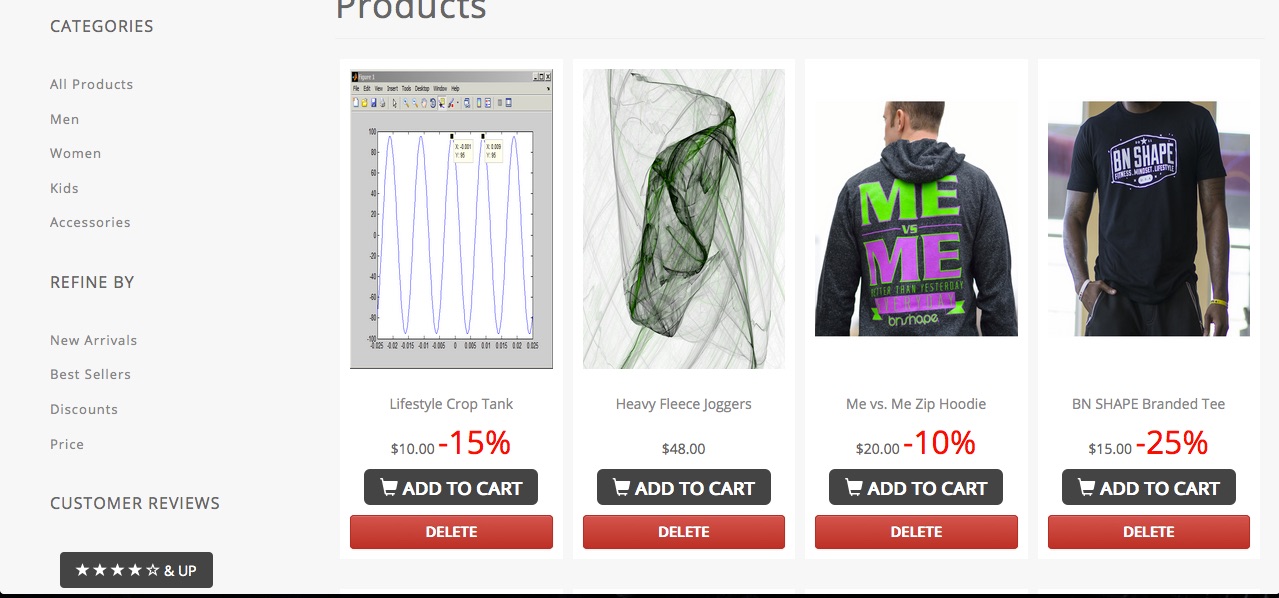 Products
CATEGORIES
All Products
Men
Women
Kids
Accessories
REFINE BY
New Arrivals
Best Sellers
Discounts
Price
CUSTOMER REVIEWS
★★★★☆ & UP
Figure 1
File Edit View Insert Tools Desktop Window Help
100
80
60
40
20
0
-20
-40
-60
-80
-100
X: -0.001
Y: 95
X: 0.009
Y: 95
-0.025 -0.02 -0.015 -0.01 -0.005 0 0.005 0.01 0.015 0.02 0.025
Lifestyle Crop Tank
$10.00 -15%
ADD TO CART
DELETE
Heavy Fleece Joggers
$48.00
ADD TO CART
DELETE
ME
VS
ME
BETTER THAN YESTERDAY
EVERYDAY
bnshape
Me vs. Me Zip Hoodie
$20.00 -10%
ADD TO CART
DELETE
BN SHAPE
FITNESS . MINDSET . LIFESTYLE
BN SHAPE Branded Tee
$15.00 -25%
ADD TO CART
DELETE